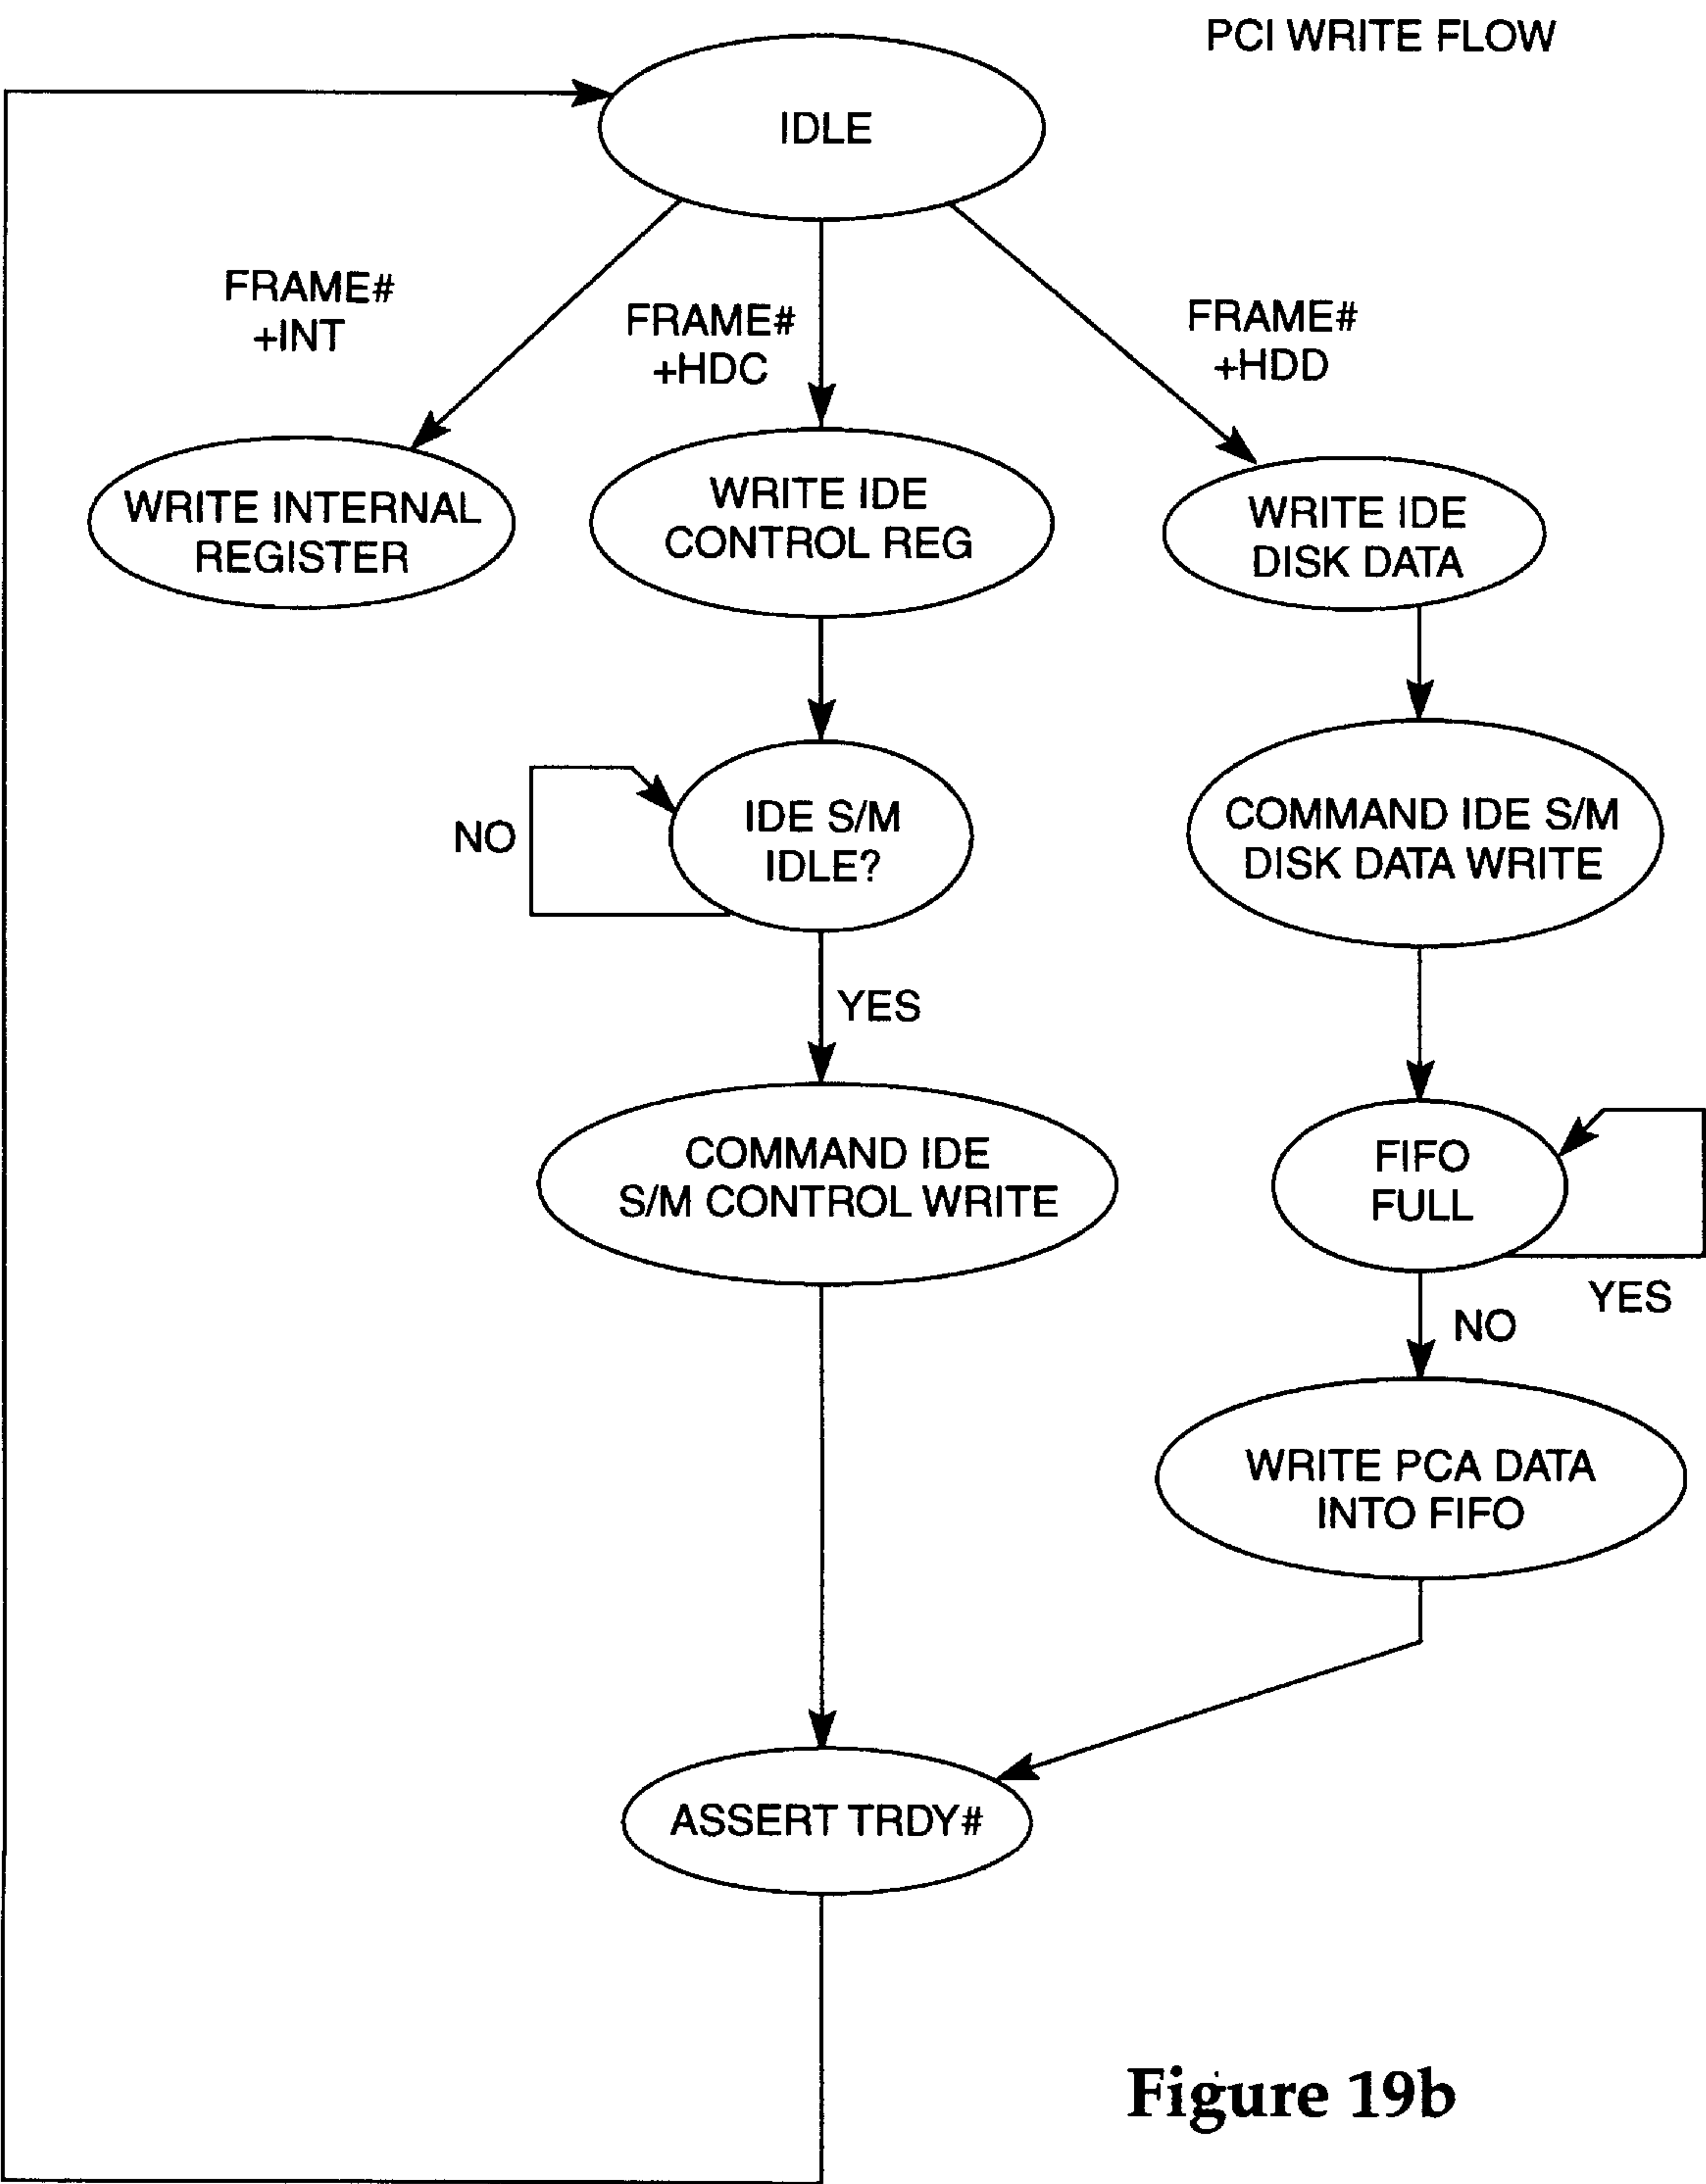 PCI WRITE FLOW
IDLE
FRAME#
+INT
FRAME#
+HDC
FRAME#
+HDD
WRITE INTERNAL
REGISTER
WRITE IDE
CONTROL REG
WRITE IDE
DISK DATA
NO
IDE S/M
IDLE?
COMMAND IDE S/M
DISK DATA WRITE
YES
COMMAND IDE
S/M CONTROL WRITE
FIFO
FULL
YES
NO
WRITE PCA DATA
INTO FIFO
ASSERT TRDY#
Figure 19b